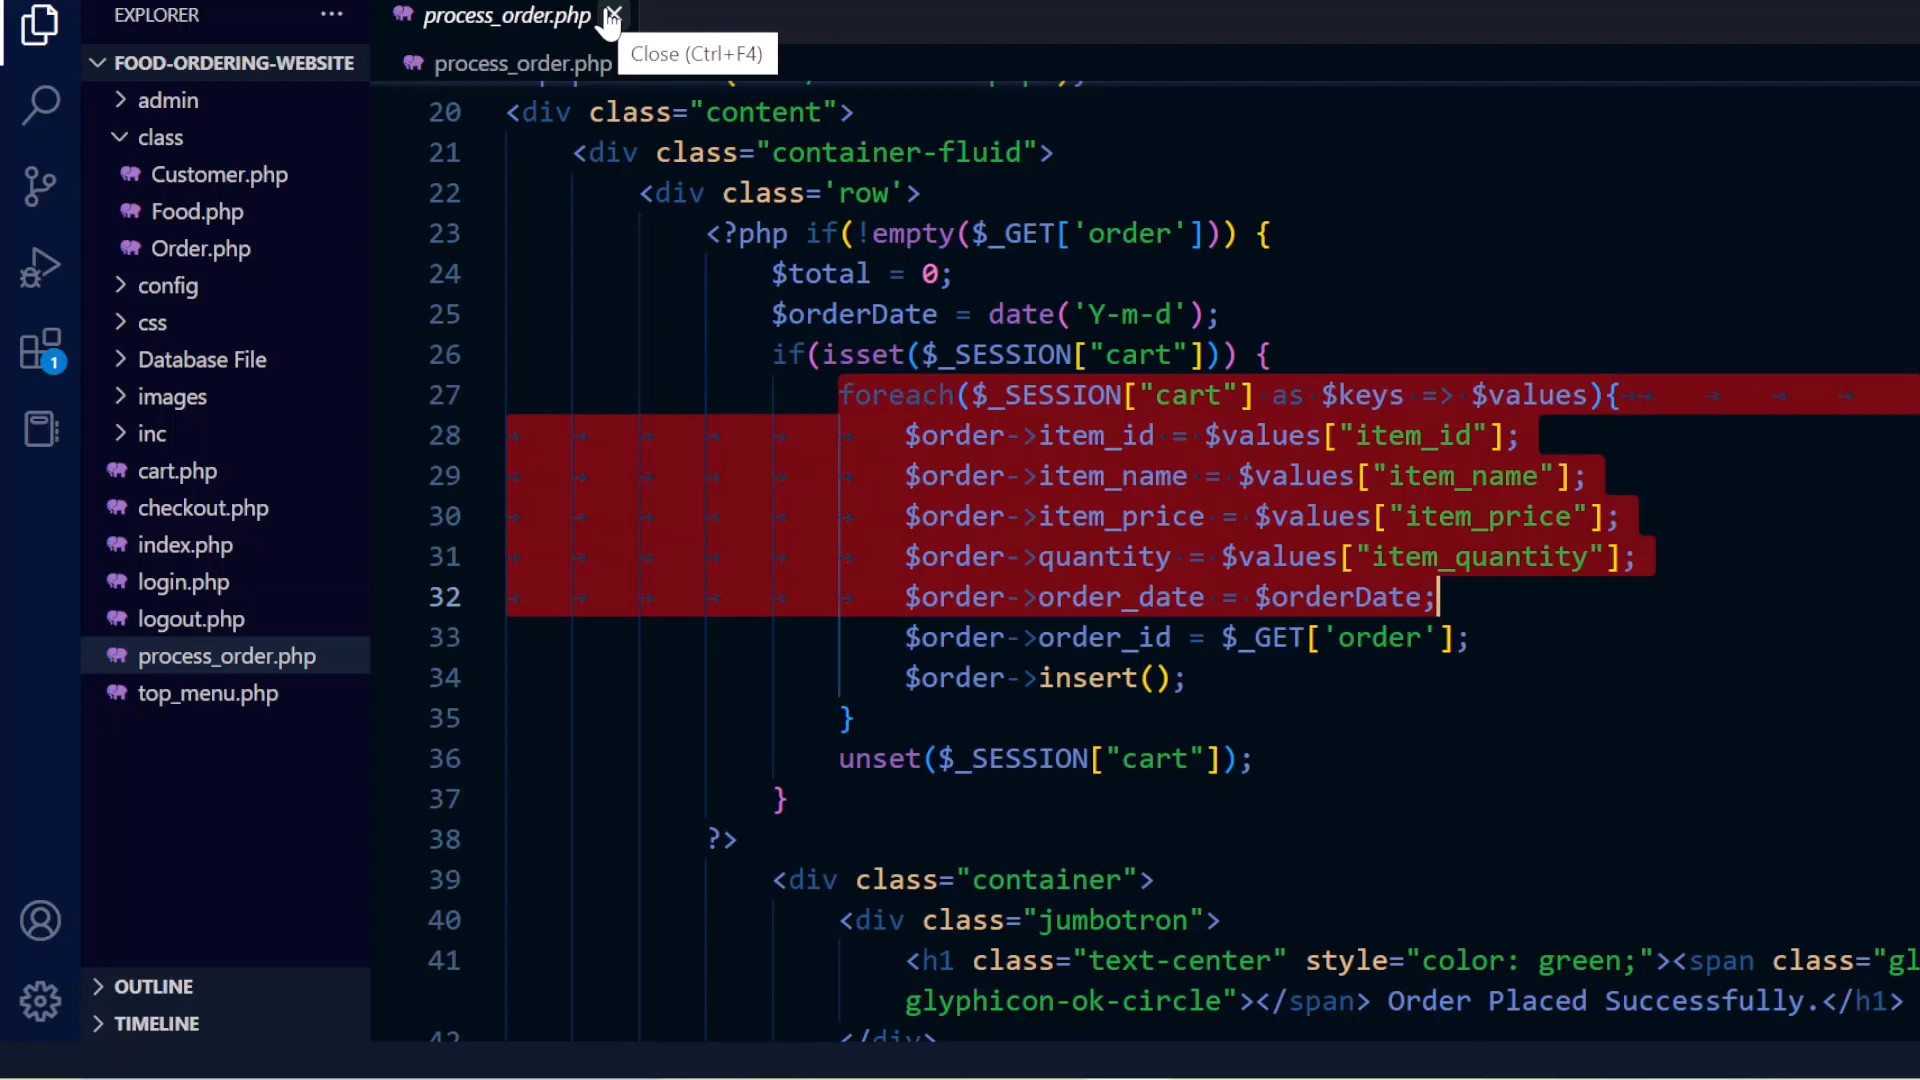 EXPLORER
FOOD-ORDERING-WEBSITE
admin
class
Customer.php
Food.php
Order.php
config
css
Database File
images
inc
cart.php
checkout.php
index.php
login.php
logout.php
process_order.php
top_menu.php
OUTLINE
TIMELINE
1
process_order.php
Close (Ctrl+F4)
process_order.php
20 <div class="content">
21 <div class="container-fluid">
22 <div class='row'>
23 <?php if(!empty($_GET['order'])) {
24 $total = 0;
25 $orderDate = date('Y-m-d');
26 if(isset($_SESSION["cart"])) {
27 foreach($_SESSION["cart"] as $keys => $values){
28 $order->item_id = $values["item_id"];
29 $order->item_name = $values["item_name"];
30 $order->item_price = $values["item_price"];
31 $order->quantity = $values["item_quantity"];
32 $order->order_date = $orderDate;
33 $order->order_id = $_GET['order'];
34 $order->insert();
35 }
36 unset($_SESSION["cart"]);
37 }
38 ?>
39 <div class="container">
40 <div class="jumbotron">
41 <h1 class="text-center" style="color: green;"><span class="gl
glyphicon-ok-circle"></span> Order Placed Successfully.</h1>
42 </div>